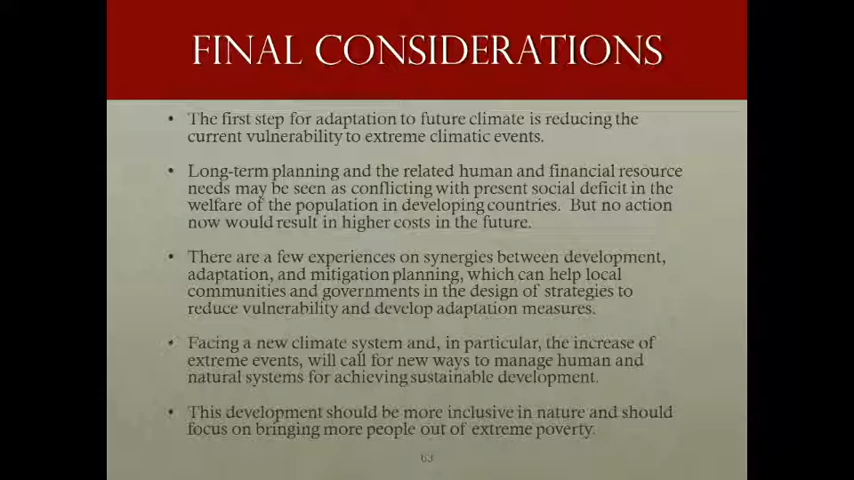 FINAL CONSIDERATIONS
• The first step for adaptation to future climate is reducing the
current vulnerability to extreme climatic events.
• Long-term planning and the related human and financial resource
needs may be seen as conflicting with present social deficit in the
welfare of the population in developing countries. But no action
now would result in higher costs in the future.
• There are a few experiences on synergies between development,
adaptation, and mitigation planning, which can help local
communities and governments in the design of strategies to
reduce vulnerability and develop adaptation measures.
• Facing a new climate system and, in particular, the increase of
extreme events, will call for new ways to manage human and
natural systems for achieving sustainable development.
• This development should be more inclusive in nature and should
focus on bringing more people out of extreme poverty.
63